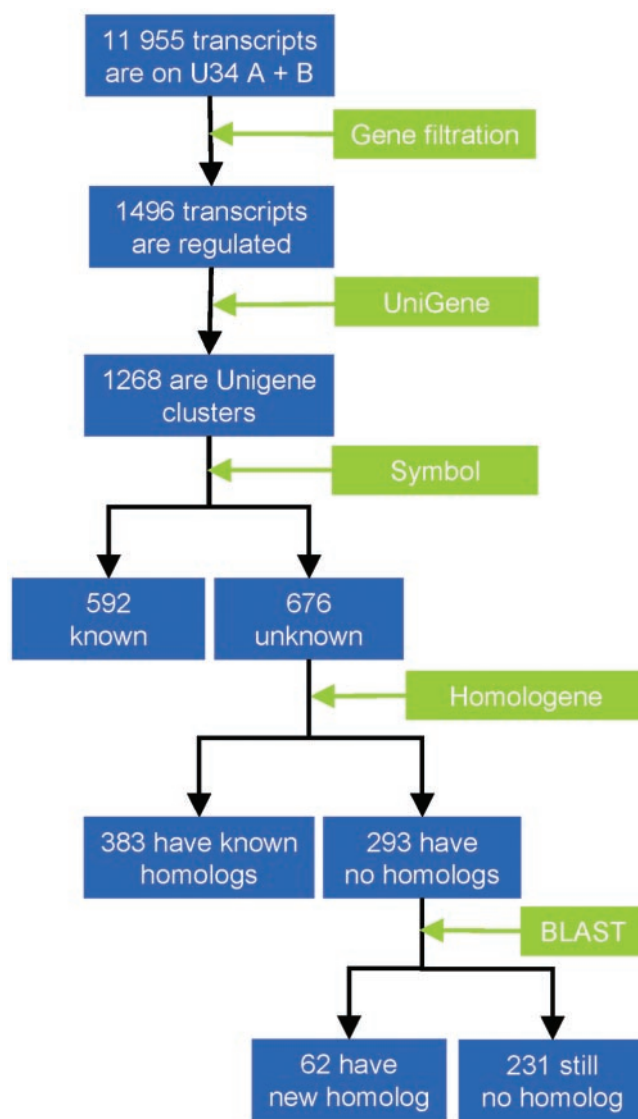 11 955 transcripts
are on U34 A + B
Gene filtration
1496 transcripts
are regulated
UniGene
1268 are Unigene
clusters
Symbol
592
known
676
unknown
Homologene
383 have known
homologs
293 have
no homologs
BLAST
62 have
new homolog
231 still
no homolog